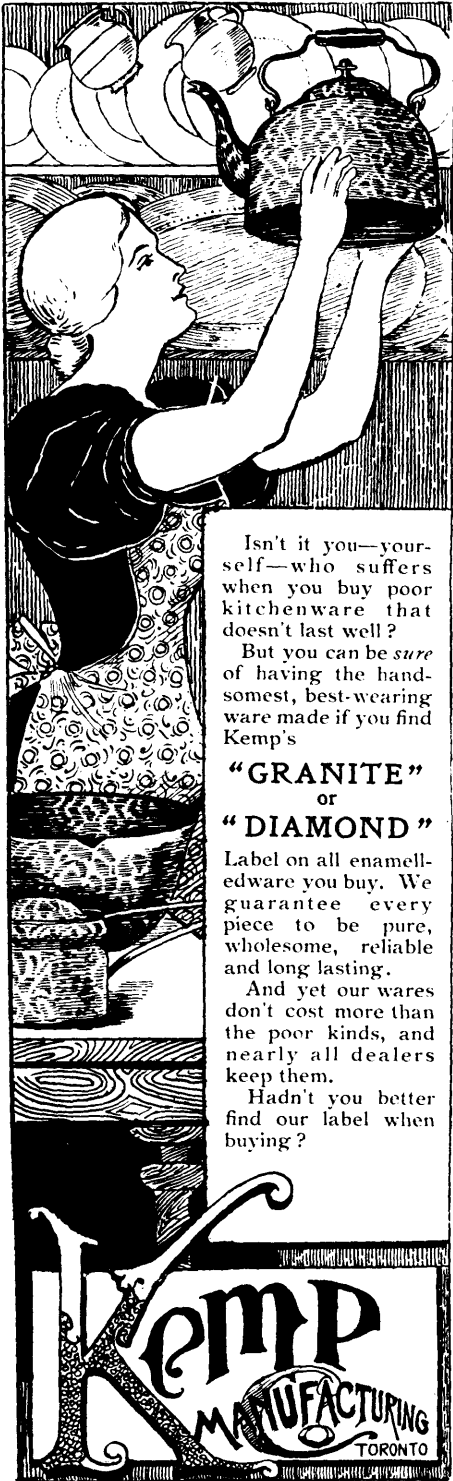 Isn't it you—your-
self—who suffers
when you buy poor
kitchenware that
doesn't last well?
But you can be sure
of having the hand-
somest, best-wearing
ware made if you find
Kemp's
"GRANITE"
or
"DIAMOND"
Label on all enamell-
edware you buy. We
guarantee every
piece to be pure,
wholesome, reliable
and long lasting.
And yet our wares
don't cost more than
the poor kinds, and
nearly all dealers
keep them.
Hadn't you better
find our label when
buying?
Kemp
MANUFACTURING Co
TORONTO